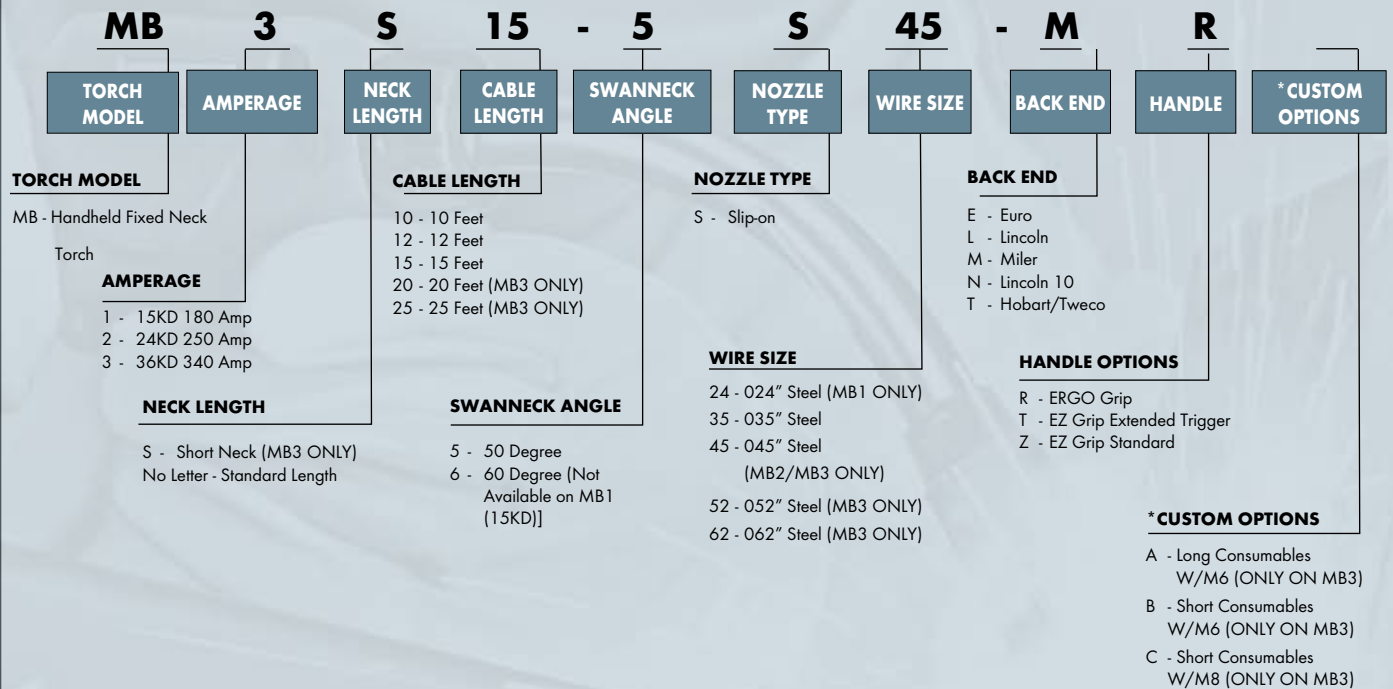 MB 3 S 15 - 5 S 45 - M R
TORCH
MODEL
AMPERAGE
NECK
LENGTH
CABLE
LENGTH
SWANNECK
ANGLE
NOZZLE
TYPE
WIRE SIZE
BACK END
HANDLE
*CUSTOM
OPTIONS
TORCH MODEL
MB - Handheld Fixed Neck
Torch
AMPERAGE
1 - 15KD 180 Amp
2 - 24KD 250 Amp
3 - 36KD 340 Amp
NECK LENGTH
S - Short Neck (MB3 ONLY)
No Letter - Standard Length
CABLE LENGTH
10 - 10 Feet
12 - 12 Feet
15 - 15 Feet
20 - 20 Feet (MB3 ONLY)
25 - 25 Feet (MB3 ONLY)
SWANNECK ANGLE
5 - 50 Degree
6 - 60 Degree (Not
Available on MB1
(15KD)]
NOZZLE TYPE
S - Slip-on
WIRE SIZE
24 - 024” Steel (MB1 ONLY)
35 - 035” Steel
45 - 045” Steel
(MB2/MB3 ONLY)
52 - 052” Steel (MB3 ONLY)
62 - 062” Steel (MB3 ONLY)
BACK END
E - Euro
L - Lincoln
M - Miler
N - Lincoln 10
T - Hobart/Tweco
HANDLE OPTIONS
R - ERGO Grip
T - EZ Grip Extended Trigger
Z - EZ Grip Standard
*CUSTOM OPTIONS
A - Long Consumables
W/M6 (ONLY ON MB3)
B - Short Consumables
W/M6 (ONLY ON MB3)
C - Short Consumables
W/M8 (ONLY ON MB3)